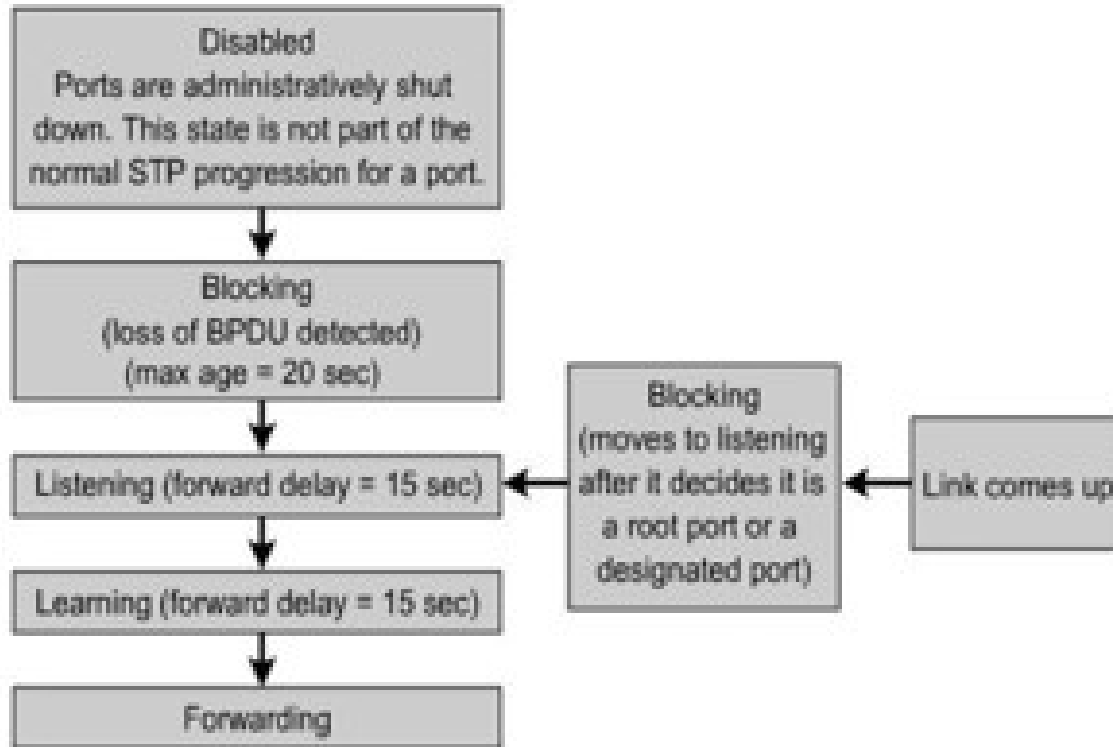 Disabled
Ports are administratively shut
down. This state is not part of the
normal STP progression for a port.
Blocking
(loss of BPDU detected)
(max age = 20 sec)
Listening (forward delay = 15 sec)
Learning (forward delay = 15 sec)
Forwarding
Blocking
(moves to listening
after it decides it is
a root port or a
designated port)
Link comes up